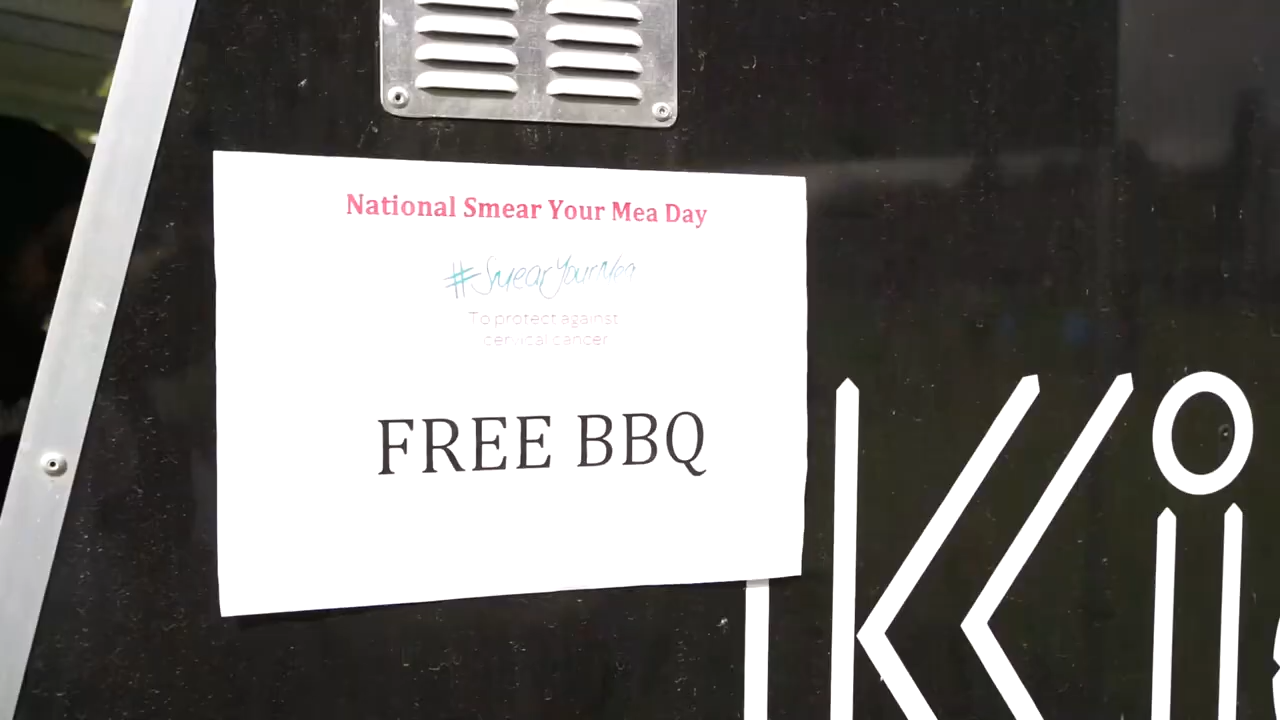 National Smear Your Mea Day
#SmearYourMea
To protect against
cervical cancer
FREE BBQ
Ki